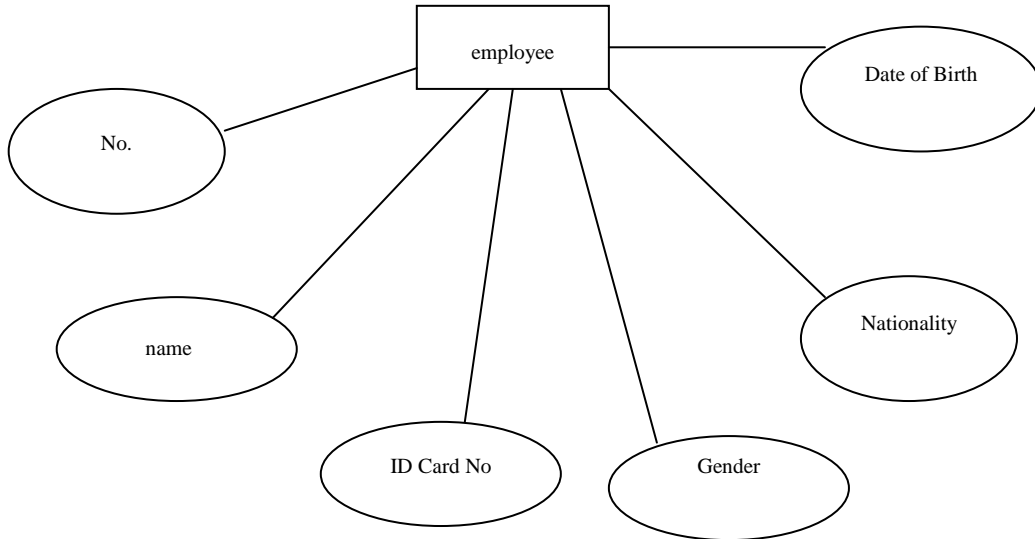 employee
Date of Birth
No.
Nationality
name
ID Card No
Gender